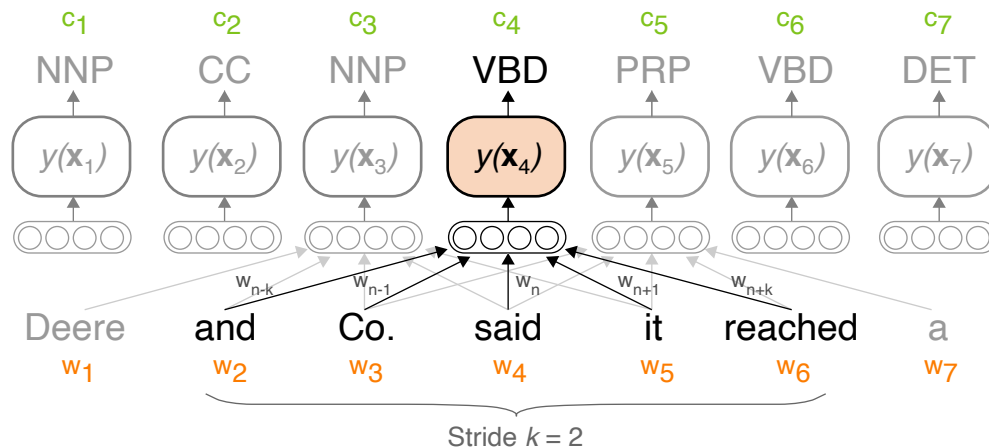 c1 c2 c3 c4 c5 c6 c7
NNP CC NNP VBD PRP VBD DET
y(x1) y(x2) y(x3) y(x4) y(x5) y(x6) y(x7)
wn-k wn-1 wn wn+1 wn+k
Deere and Co. said it reached a
w1 w2 w3 w4 w5 w6 w7
Stride k = 2